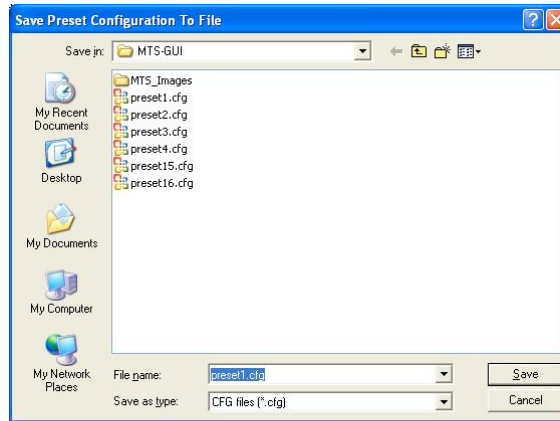 Save Preset Configuration To File
Save in:
MTS-GUI
MTS_Images
preset1.cfg
preset2.cfg
preset3.cfg
preset4.cfg
preset15.cfg
preset16.cfg
My Recent
Documents
Desktop
My Documents
My Computer
My Network
Places
File name:
preset1.cfg
Save
Save as type:
CFG files (*.cfg)
Cancel